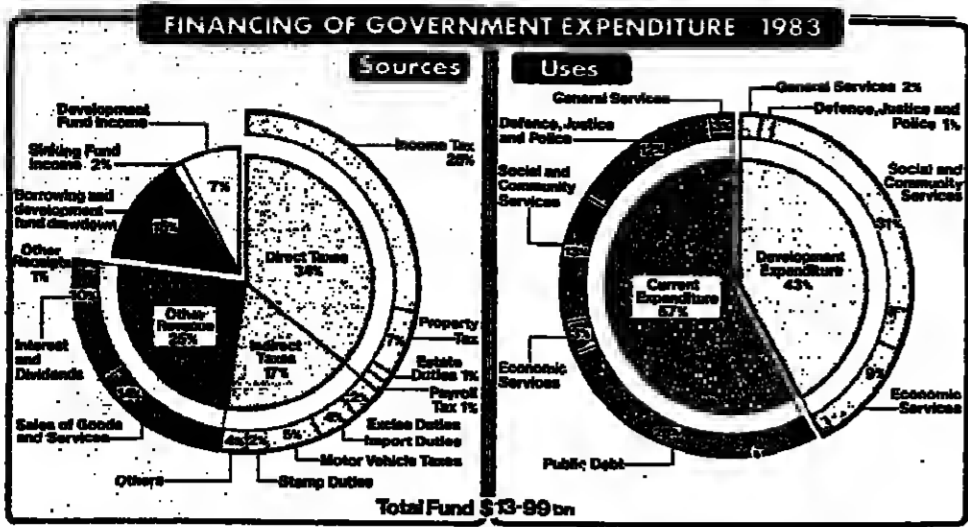 FINANCING OF GOVERNMENT EXPENDITURE 1983
Sources
Development
Fund Income
Sinking Fund
Income 2%
Borrowing and
development
fund drawdown
Other
1%
Interest
and
Dividends
Sales of Goods
and Services
Others
Stamp Duties
Motor Vehicle Taxes
Import Duties
Excise Duties
Payroll
Tax 1%
Estate
Duties 1%
Property
Tax
Income Tax
25%
7%
Direct Taxes
34%
Indirect
Taxes
17%
Other
Revenue
25%
10%
14%
4%
2%
5%
4%
7%
Uses
General Services
Defence, Justice
and Police
Social and
Community
Services
Economic
Services
Public Debt
General Services 2%
Defence, Justice and
Police 1%
Social and
Community
Services
31%
Economic
Services
9%
Current
Expenditure
57%
Development
Expenditure
43%
Total Fund $13-99bn